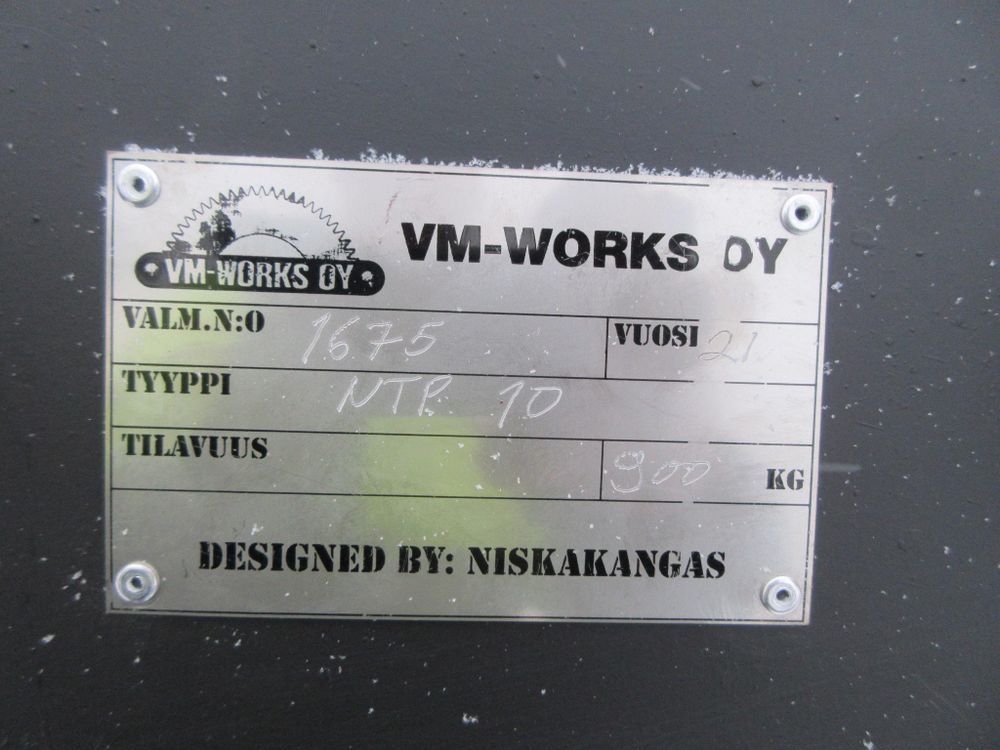 VM-WORKS OY
VM-WORKS OY
VALM.N:O 1675 VUOSI 21
TYYPPI NTP. 10
TILAVUUS 900 KG
DESIGNED BY: NISKAKANGAS